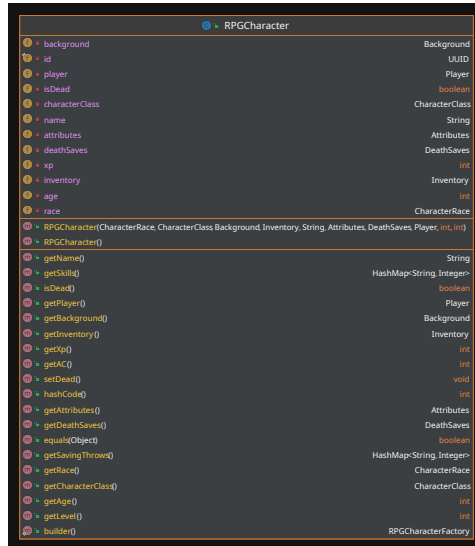 RPGCharacter
background Background
id UUID
player Player
isDead boolean
characterClass CharacterClass
name String
attributes Attributes
deathSaves DeathSaves
xp int
inventory Inventory
age int
race CharacterRace
RPGCharacter(CharacterRace, CharacterClass Background, Inventory, String, Attributes, DeathSaves, Player, int, int)
RPGCharacter()
getName() String
getSkills() HashMap<String, Integer>
isDead() boolean
getPlayer() Player
getBackground() Background
getInventory() Inventory
getXp() int
getAC() int
setDead() void
hashCode() int
getAttributes() Attributes
getDeathSaves() DeathSaves
equals(Object) boolean
getSavingThrows() HashMap<String, Integer>
getRace() CharacterRace
getCharacterClass() CharacterClass
getAge() int
getLevel() int
builder() RPGCharacterFactory